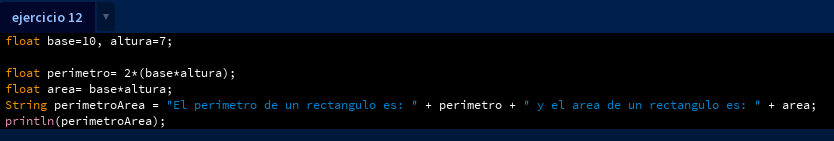 ejercicio 12 ▼
float base=10, altura=7;
float perimetro= 2*(base*altura);
float area= base*altura;
String perimetroArea = "El perimetro de un rectangulo es: " + perimetro + " y el area de un rectangulo es: " + area;
println(perimetroArea);